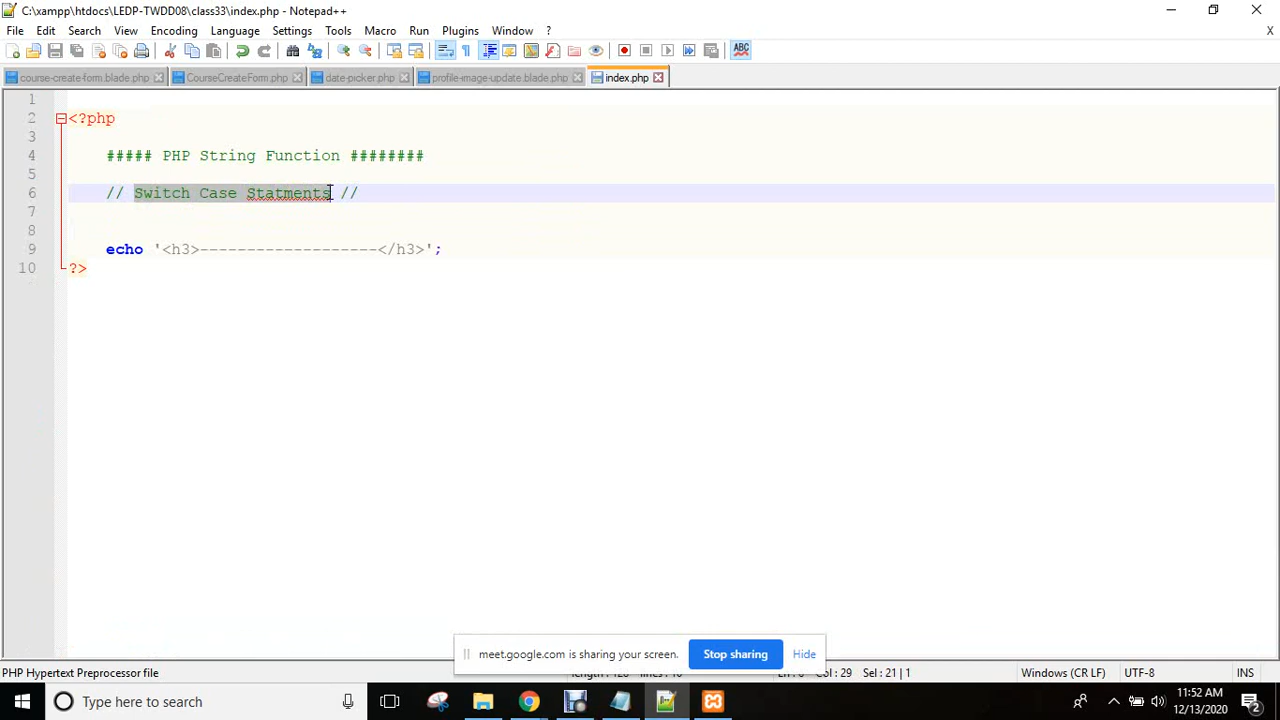 C:\xampp\htdocs\LEDP-TWDD08\class33\index.php - Notepad++
File Edit Search View Encoding Language Settings Tools Macro Run Plugins Window ? X
ABC
course-create-form.blade.php CourseCreateForm.php date-picker.php profile-image-update.blade.php index.php
1
2 <?php
3
4 ##### PHP String Function ########
5
6 // Switch Case Statments //
7
8
9 echo '<h3>-------------------</h3>';
10 ?>
meet.google.com is sharing your screen. Stop sharing Hide
PHP Hypertext Preprocessor file Col : 29 Sel : 21 | 1 Windows (CR LF) UTF-8 INS
Type here to search
11:52 AM
12/13/2020
2